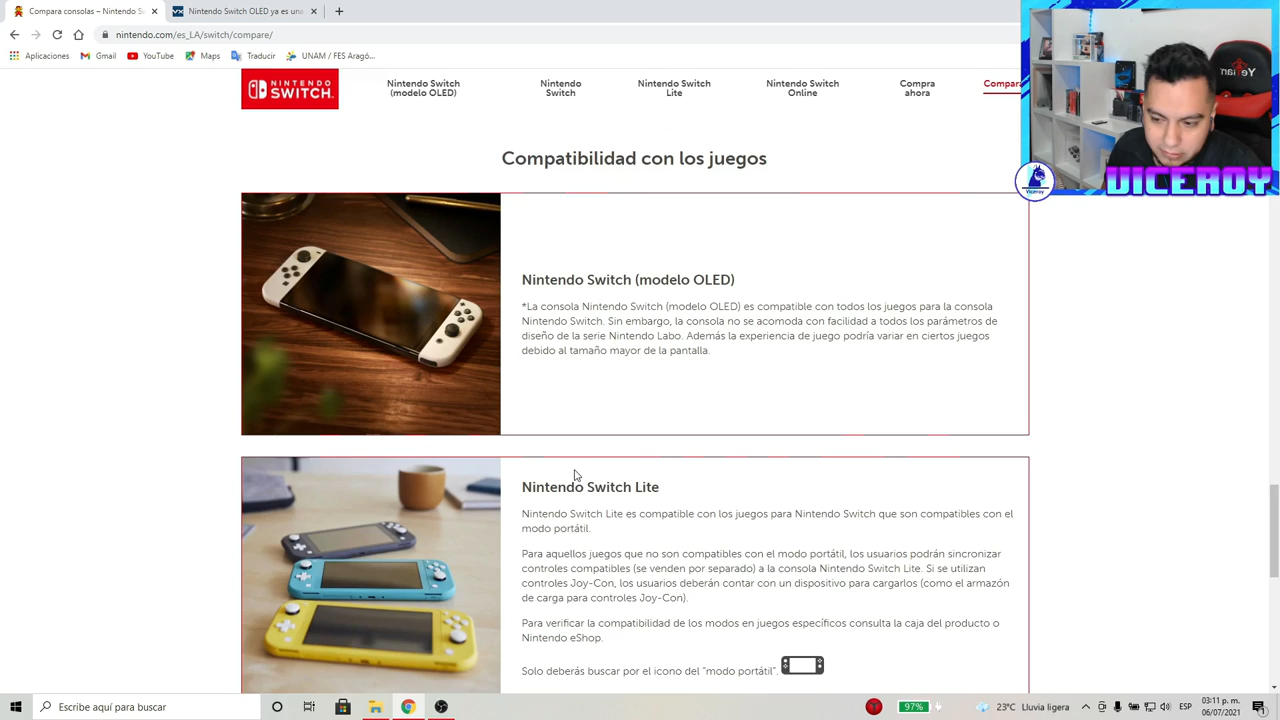 Compara consolas – Nintendo S
Nintendo Switch OLED ya es una
nintendo.com/es_LA/switch/compare/
Aplicaciones
Gmail
YouTube
Maps
Traducir
UNAM / FES Aragó...
NINTENDO
SWITCH
Nintendo Switch
(modelo OLED)
Nintendo
Switch
Nintendo Switch
Lite
Nintendo Switch
Online
Compra
ahora
Compara
VICEROY
Viceroy
Compatibilidad con los juegos
Nintendo Switch (modelo OLED)
*La consola Nintendo Switch (modelo OLED) es compatible con todos los juegos para la consola
Nintendo Switch. Sin embargo, la consola no se acomoda con facilidad a todos los parámetros de
diseño de la serie Nintendo Labo. Además la experiencia de juego podría variar en ciertos juegos
debido al tamaño mayor de la pantalla.
Nintendo Switch Lite
Nintendo Switch Lite es compatible con los juegos para Nintendo Switch que son compatibles con el
modo portátil.
Para aquellos juegos que no son compatibles con el modo portátil, los usuarios podrán sincronizar
controles compatibles (se venden por separado) a la consola Nintendo Switch Lite. Si se utilizan
controles Joy-Con, los usuarios deberán contar con un dispositivo para cargarlos (como el armazón
de carga para controles Joy-Con).
Para verificar la compatibilidad de los modos en juegos específicos consulta la caja del producto o
Nintendo eShop.
Solo deberás buscar por el icono del "modo portátil".
Escribe aquí para buscar
97%
23°C Lluvia ligera
ESP
03:11 p. m.
06/07/2021